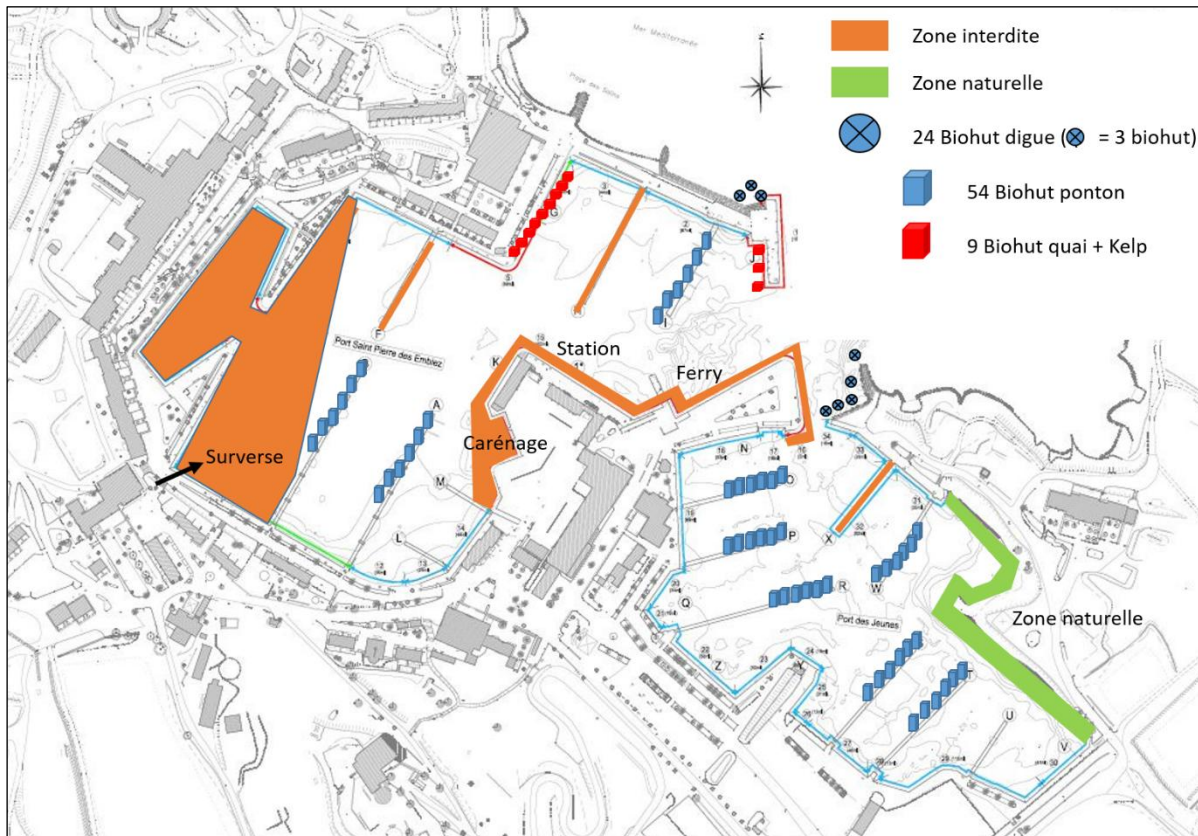 Mer Méditerranée
Plage des Salins
Zone interdite
Zone naturelle
24 Biohut digue (⊗ = 3 biohut)
54 Biohut ponton
9 Biohut quai + Kelp
G
J
I
F
Port Saint Pierre des Embiez
K
Station
Ferry
A
Carénage
M
L
Surverse
N
O
P
R
Q
X
W
Port des Jeunes
Zone naturelle
Z
Y
T
U
V